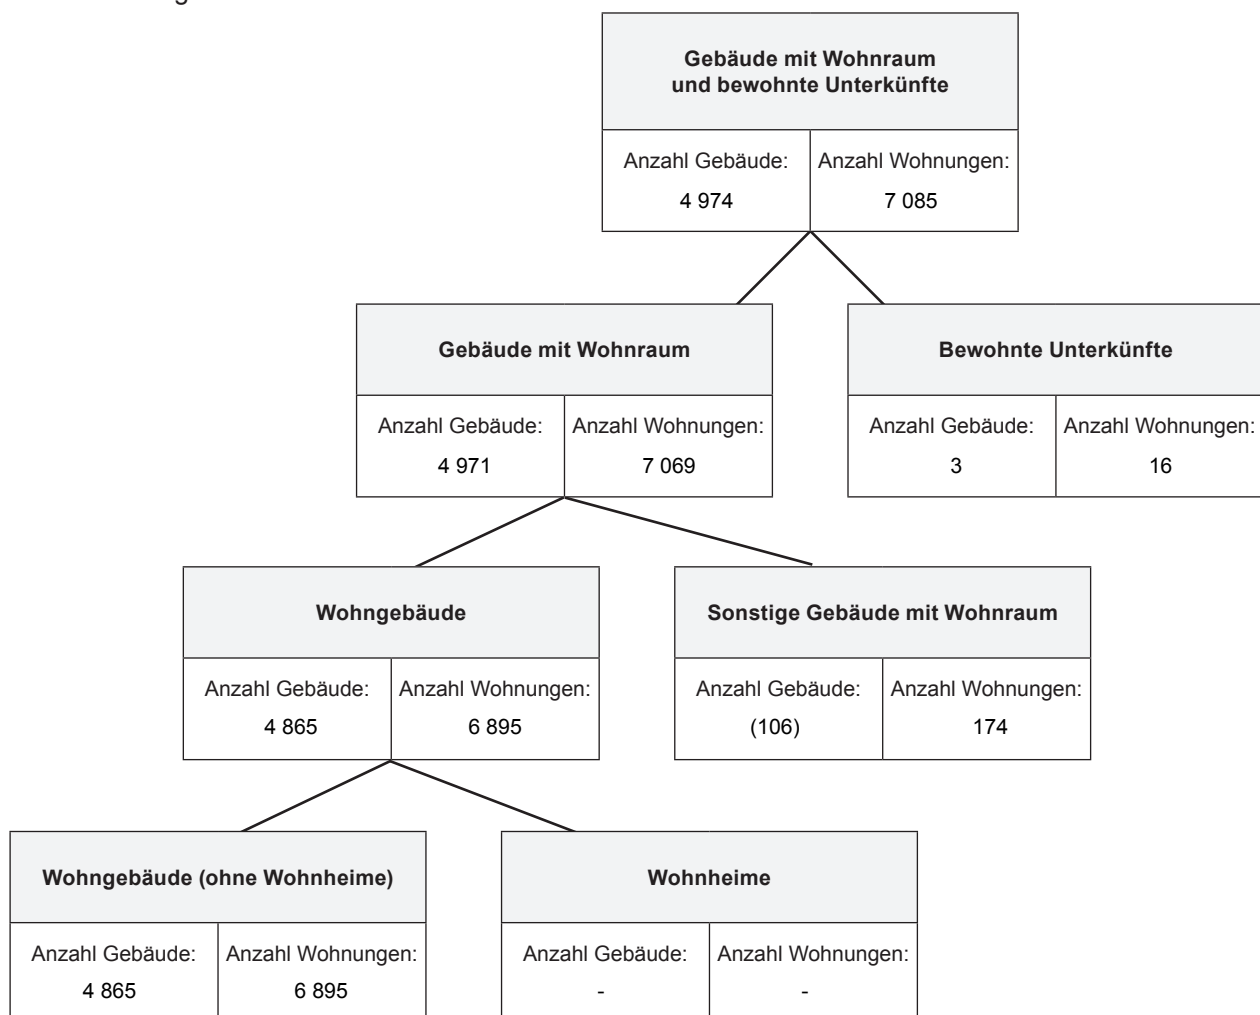 Gebäude mit Wohnraum
und bewohnte Unterkünfte
Anzahl Gebäude: Anzahl Wohnungen:
4 974 7 085
Gebäude mit Wohnraum
Anzahl Gebäude: Anzahl Wohnungen:
4 971 7 069
Bewohnte Unterkünfte
Anzahl Gebäude: Anzahl Wohnungen:
3 16
Wohngebäude
Anzahl Gebäude: Anzahl Wohnungen:
4 865 6 895
Sonstige Gebäude mit Wohnraum
Anzahl Gebäude: Anzahl Wohnungen:
(106) 174
Wohngebäude (ohne Wohnheime)
Anzahl Gebäude: Anzahl Wohnungen:
4 865 6 895
Wohnheime
Anzahl Gebäude: Anzahl Wohnungen:
- -